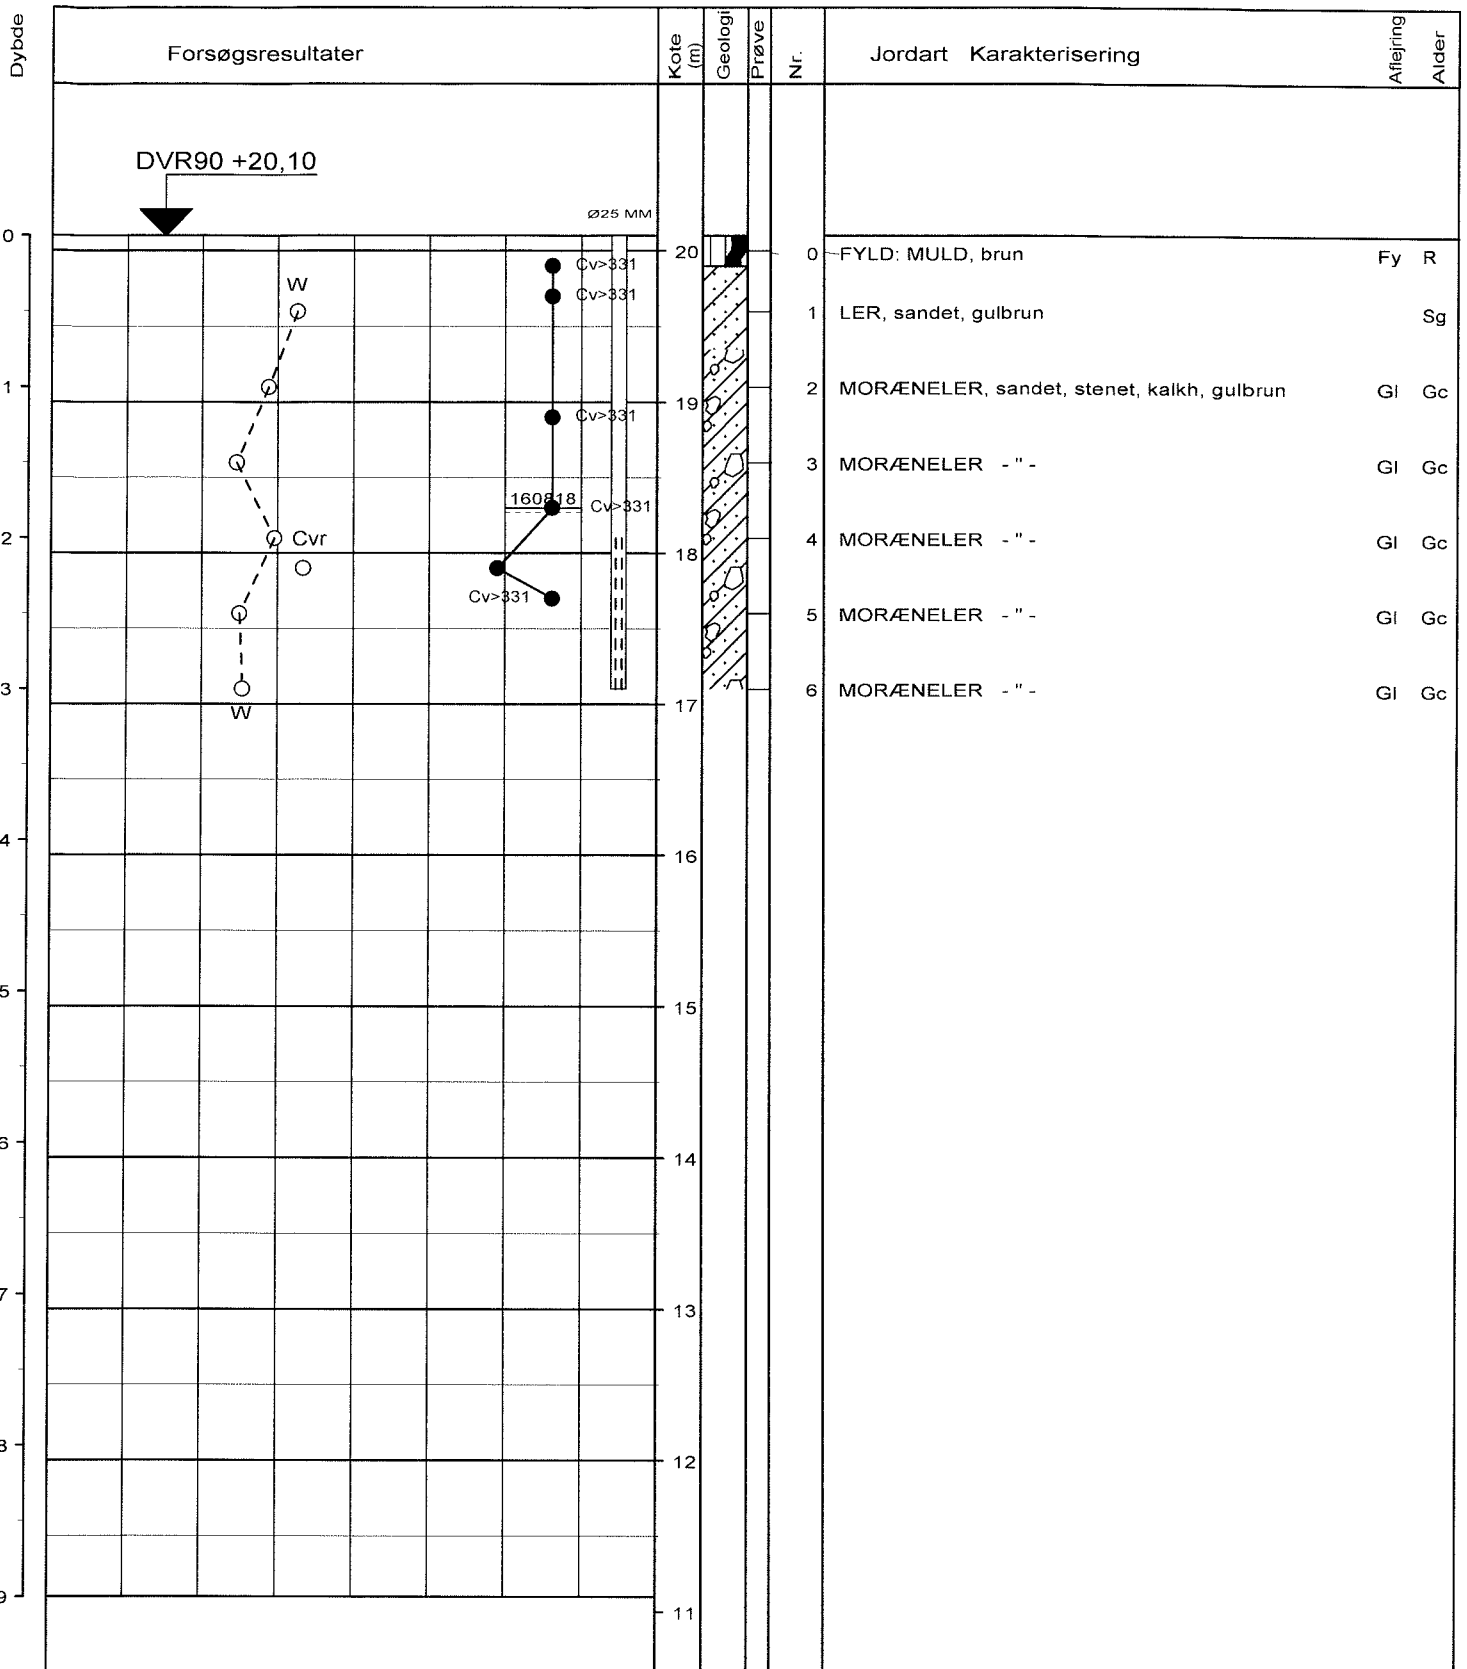 Dybde Forsøgsresultater Kote (m) Geologi Prøve Nr. Jordart Karakterisering Aflejring Alder
DVR90 +20,10
Ø25 MM
0
20 0 FYLD: MULD, brun Fy R
Cv>331
W Cv>331
1 LER, sandet, gulbrun Sg
1 2 MORÆNELER, sandet, stenet, kalkh, gulbrun Gl Gc
19
Cv>331
3 MORÆNELER - " - Gl Gc
160818 Cv>331
2 Cvr 4 MORÆNELER - " - Gl Gc
18
Cv>331
5 MORÆNELER - " - Gl Gc
3 6 MORÆNELER - " - Gl Gc
W 17
4
16
5
15
6
14
7
13
8
12
9
11